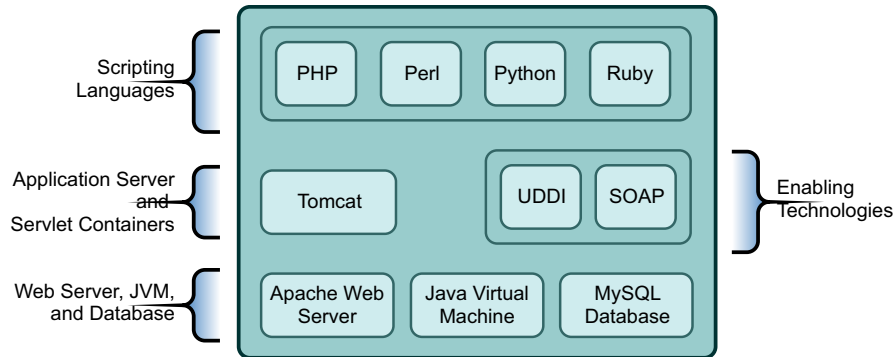 Scripting
Languages
PHP
Perl
Python
Ruby
Application Server
and
Servlet Containers
Tomcat
UDDI
SOAP
Enabling
Technologies
Web Server, JVM,
and Database
Apache Web
Server
Java Virtual
Machine
MySQL
Database